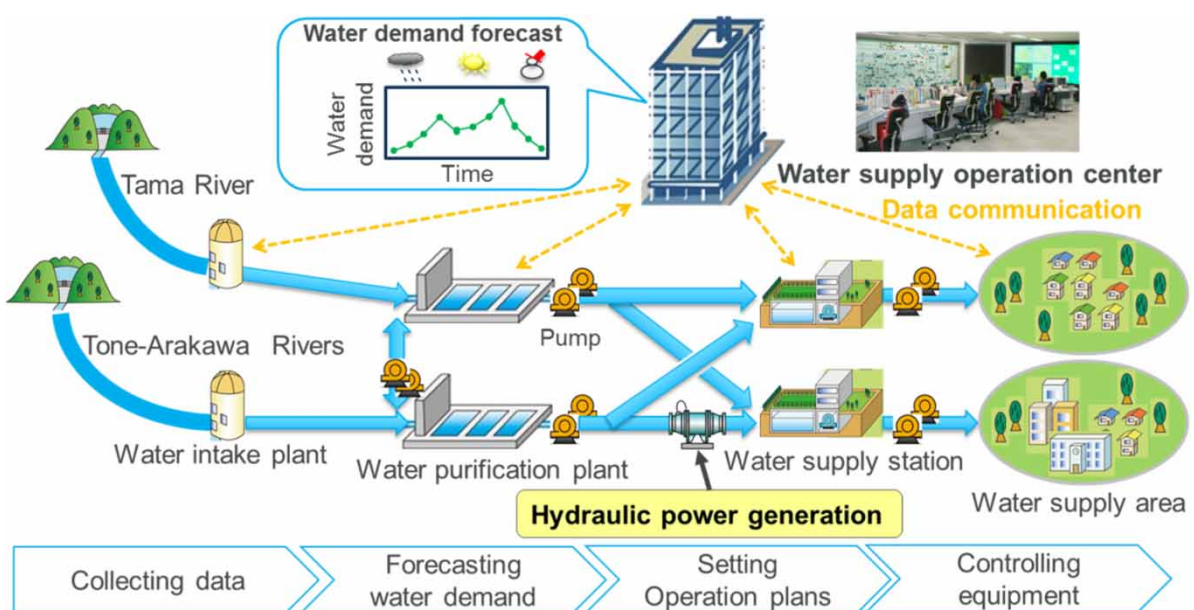 Water demand forecast
Water
demand
Time
Tama River
Water supply operation center
Data communication
Tone-Arakawa Rivers
Pump
Water intake plant
Water purification plant
Water supply station
Water supply area
Hydraulic power generation
Collecting data
Forecasting
water demand
Setting
Operation plans
Controlling
equipment